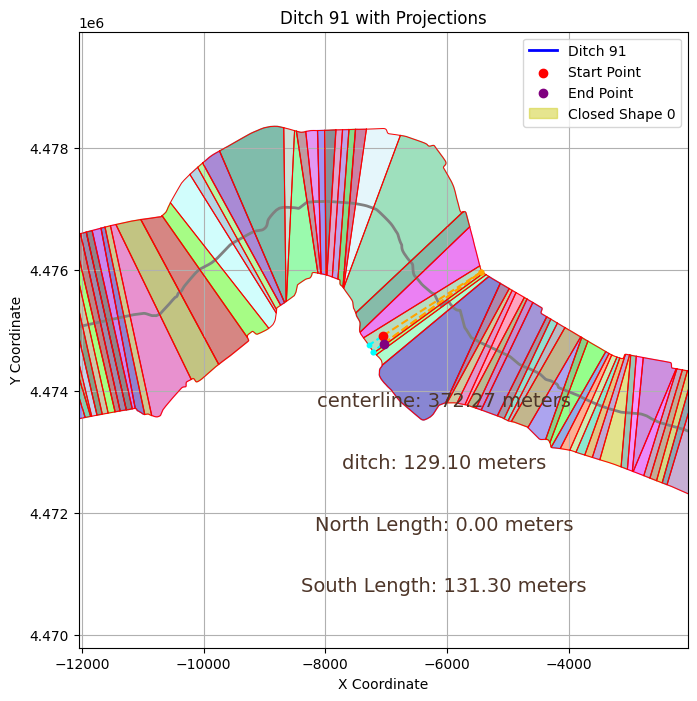 Ditch 91 with Projections
1e6
Ditch 91
Start Point
End Point
Closed Shape 0
4.478
4.476
4.474
4.472
4.470
Y Coordinate
centerline: 372.27 meters
ditch: 129.10 meters
North Length: 0.00 meters
South Length: 131.30 meters
−12000
−10000
−8000
−6000
−4000
X Coordinate